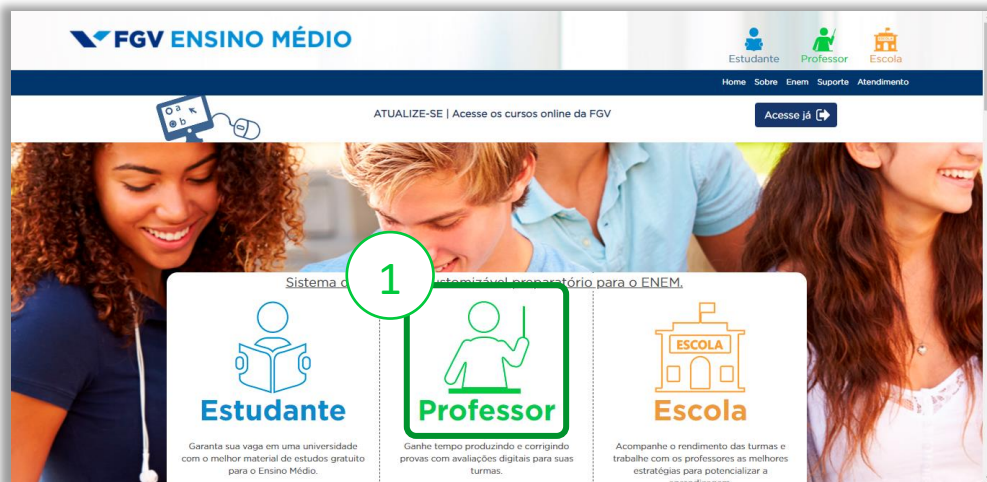 FGV ENSINO MÉDIO
Estudante Professor Escola
Home Sobre Enem Suporte Atendimento
ATUALIZE-SE | Acesse os cursos online da FGV
Acesse já
Oa
b
1
Sistema o ustomizável preparatório para o ENEM.
ESCOLA
Estudante
Professor
Escola
Garanta sua vaga em uma universidade
com o melhor material de estudos gratuito
para o Ensino Médio.
Ganhe tempo produzindo e corrigindo
provas com avaliações digitais para suas
turmas.
Acompanhe o rendimento das turmas e
trabalhe com os professores as melhores
estratégias para potencializar a